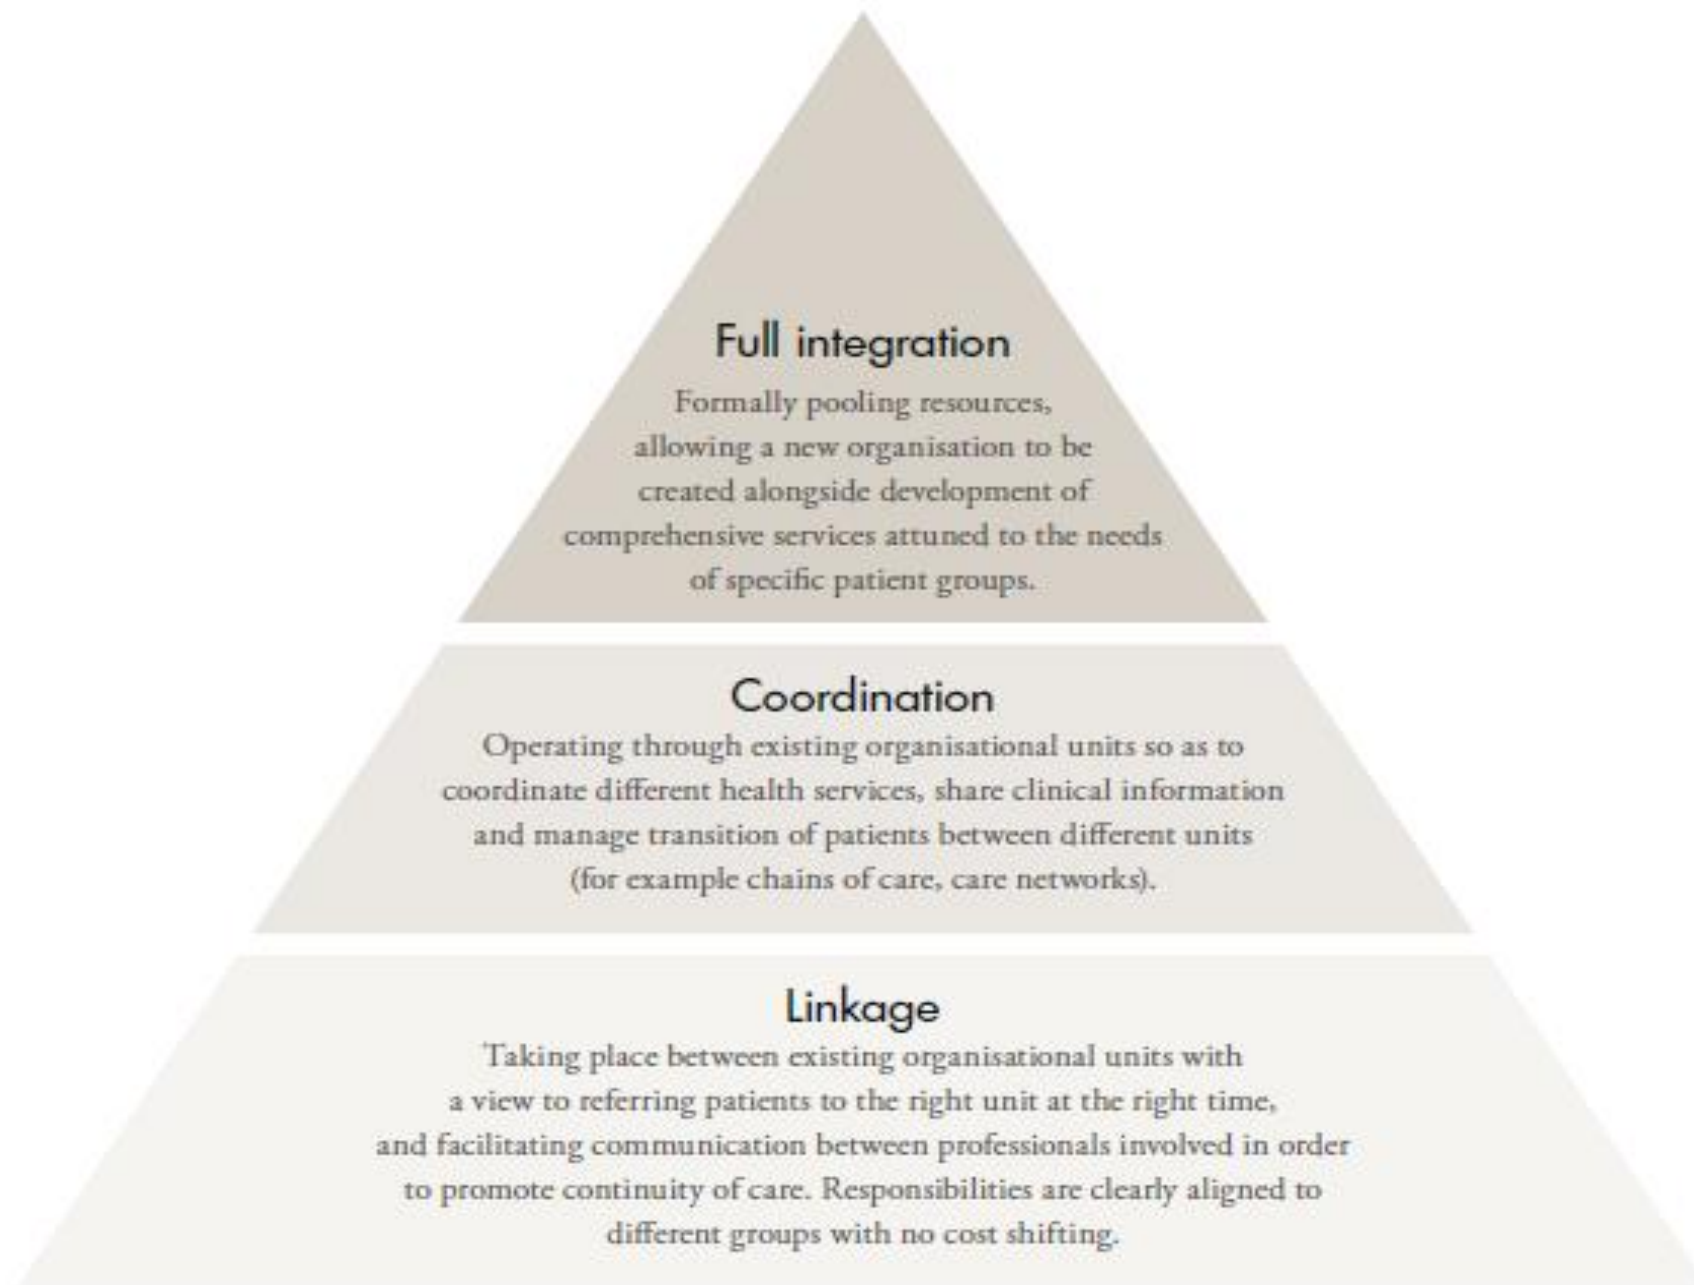 Full integration
Formally pooling resources,
allowing a new organisation to be
created alongside development of
comprehensive services attuned to the needs
of specific patient groups.
Coordination
Operating through existing organisational units so as to
coordinate different health services, share clinical information
and manage transition of patients between different units
(for example chains of care, care networks).
Linkage
Taking place between existing organisational units with
a view to referring patients to the right unit at the right time,
and facilitating communication between professionals involved in order
to promote continuity of care. Responsibilities are clearly aligned to
different groups with no cost shifting.